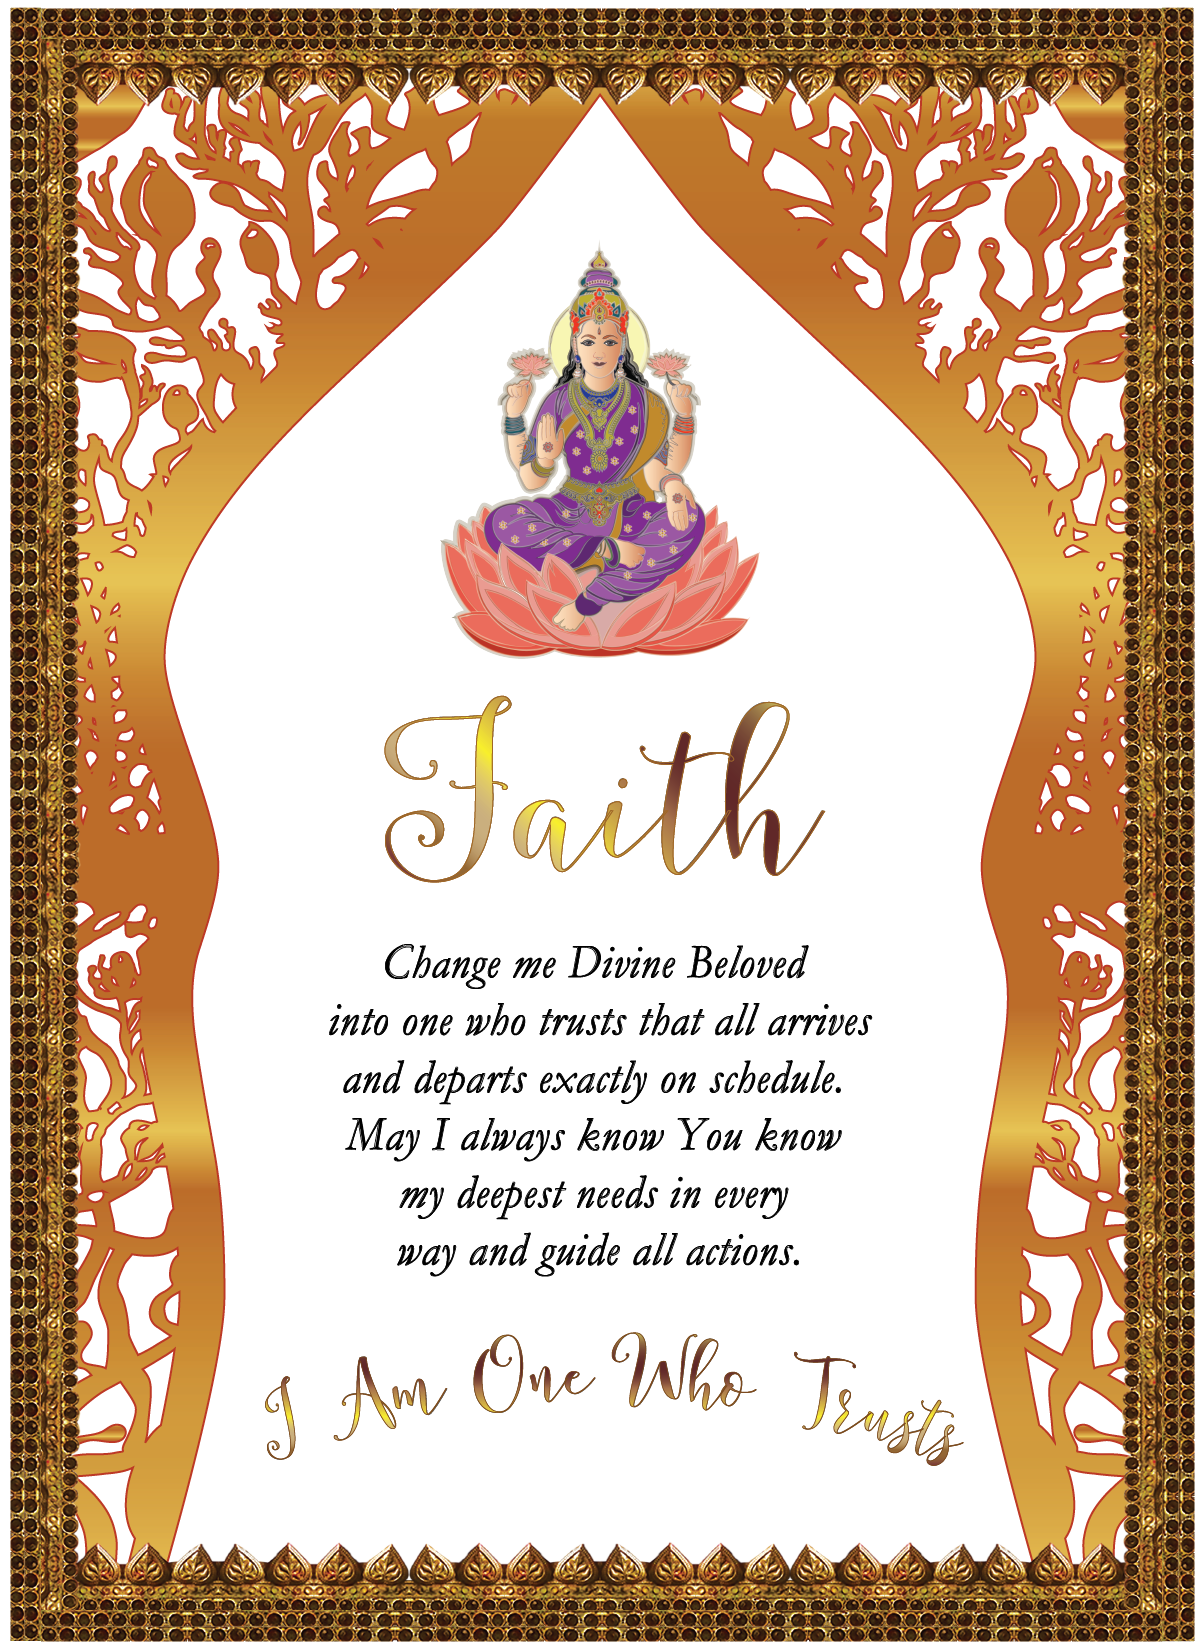 Faith
Change me Divine Beloved
into one who trusts that all arrives
and departs exactly on schedule.
May I always know You know
my deepest needs in every
way and guide all actions.
I Am One Who Trusts